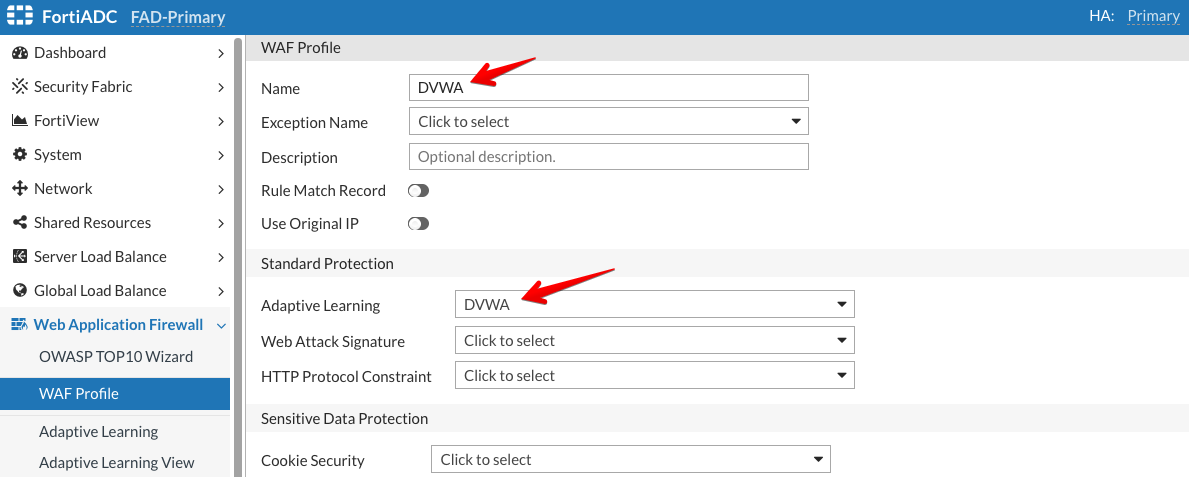 FortiADC FAD-Primary HA: Primary
Dashboard
Security Fabric
FortiView
System
Network
Shared Resources
Server Load Balance
Global Load Balance
Web Application Firewall
OWASP TOP10 Wizard
WAF Profile
Adaptive Learning
Adaptive Learning View
WAF Profile
Name DVWA
Exception Name Click to select
Description Optional description.
Rule Match Record
Use Original IP
Standard Protection
Adaptive Learning DVWA
Web Attack Signature Click to select
HTTP Protocol Constraint Click to select
Sensitive Data Protection
Cookie Security Click to select